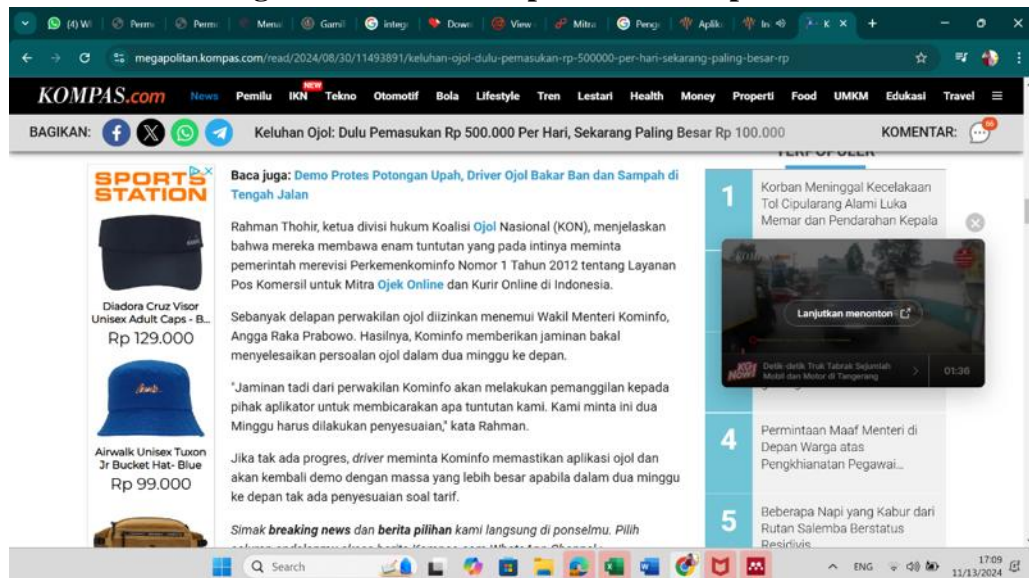 (4) W
Perm
Perm
Mena
Gamil
integr
Dow
View
Mitra
Peng
Aplik
In
K
megapolitan.kompas.com/read/2024/08/30/11493891/keluhan-ojol-dulu-pemasukan-rp-500000-per-hari-sekarang-paling-besar-rp
KOMPAS.com News Pemilu IKN NEW Tekno Otomotif Bola Lifestyle Tren Lestari Health Money Properti Food UMKM Edukasi Travel
BAGIKAN: Keluhan Ojol: Dulu Pemasukan Rp 500.000 Per Hari, Sekarang Paling Besar Rp 100.000 KOMENTAR: 66
SPORTS
STATION
Diadora Cruz Visor
Unisex Adult Caps - B...
Rp 129.000
Airwalk Unisex Tuxon
Jr Bucket Hat- Blue
Rp 99.000
Baca juga: Demo Protes Potongan Upah, Driver Ojol Bakar Ban dan Sampah di
Tengah Jalan
Rahman Thohir, ketua divisi hukum Koalisi Ojol Nasional (KON), menjelaskan
bahwa mereka membawa enam tuntutan yang pada intinya meminta
pemerintah merevisi Perkemenkominfo Nomor 1 Tahun 2012 tentang Layanan
Pos Komersil untuk Mitra Ojek Online dan Kurir Online di Indonesia.
Sebanyak delapan perwakilan ojol diizinkan menemui Wakil Menteri Kominfo,
Angga Raka Prabowo. Hasilnya, Kominfo memberikan jaminan bakal
menyelesaikan persoalan ojol dalam dua minggu ke depan.
"Jaminan tadi dari perwakilan Kominfo akan melakukan pemanggilan kepada
pihak aplikator untuk membicarakan apa tuntutan kami. Kami minta ini dua
Minggu harus dilakukan penyesuaian," kata Rahman.
Jika tak ada progres, driver meminta Kominfo memastikan aplikasi ojol dan
akan kembali demo dengan massa yang lebih besar apabila dalam dua minggu
ke depan tak ada penyesuaian soal tarif.
Simak breaking news dan berita pilihan kami langsung di ponselmu. Pilih
TERPOPULER
1 Korban Meninggal Kecelakaan
Tol Cipularang Alami Luka
Memar dan Pendarahan Kepala
Lanjutkan menonton
Detik-detik Truk Tabrak Sejumlah
Mobil dan Motor di Tangerang
01:36
4 Permintaan Maaf Menteri di
Depan Warga atas
Pengkhianatan Pegawai...
5 Beberapa Napi yang Kabur dari
Rutan Salemba Berstatus
Residivis
Search
ENG
17:09
11/13/2024